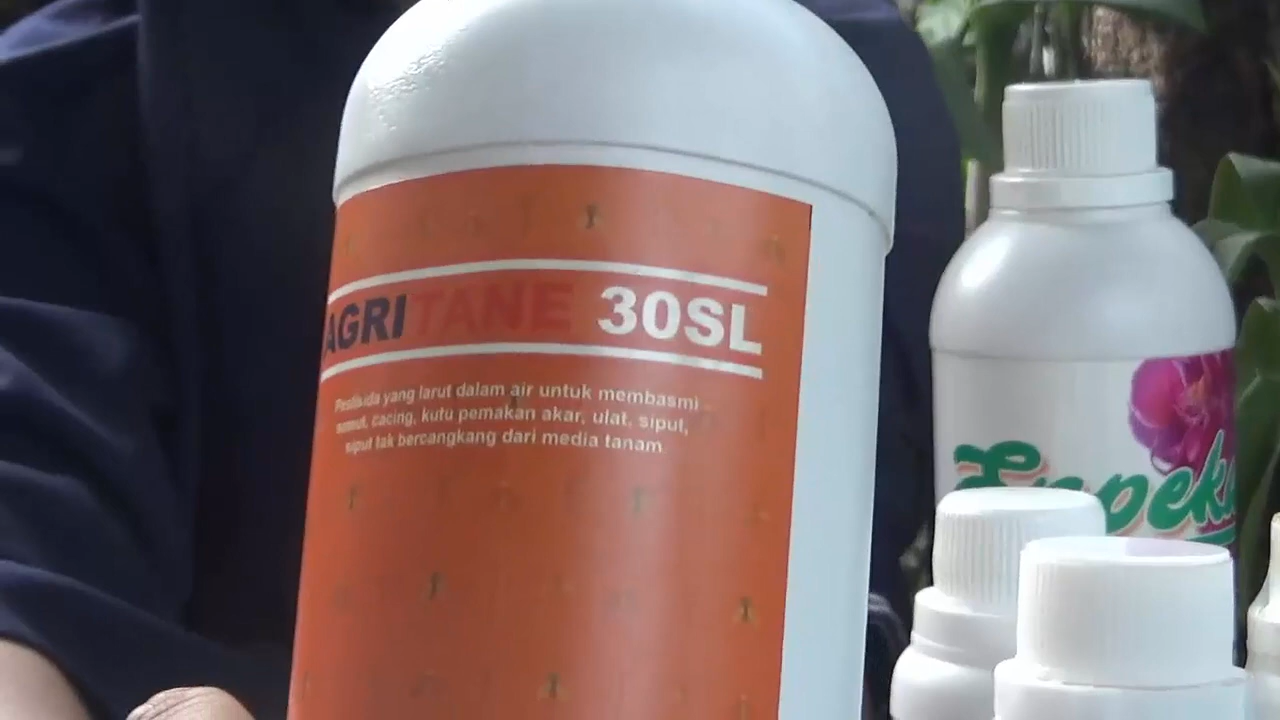 AGRITANE 30SL
Pestisida yang larut dalam air untuk membasmi
semut, cacing, kutu pemakan akar, ulat, siput,
siput tak bercangkang dari media tanam